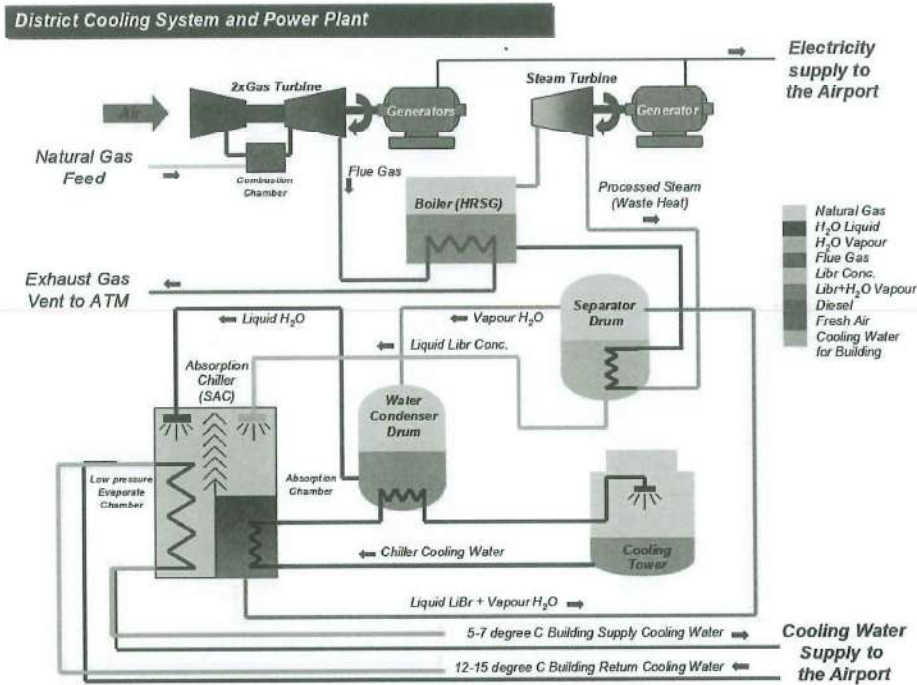 District Cooling System and Power Plant
Electricity
supply to
the Airport
2xGas Turbine
Steam Turbine
Air
Generators
Generator
Natural Gas
Feed
Combustion
Chamber
Flue Gas
Boiler (HRSG)
Processed Steam
(Waste Heat)
Natural Gas
H2O Liquid
H2O Vapour
Flue Gas
Libr Conc.
Libr+H2O Vapour
Diesel
Fresh Air
Cooling Water
for Building
Exhaust Gas
Vent to ATM
Liquid H2O
Vapour H2O
Separator
Drum
Liquid Libr Conc.
Absorption
Chiller
(SAC)
Water
Condenser
Drum
Low pressure
Evaporate
Chamber
Absorption
Chamber
Chiller Cooling Water
Cooling
Tower
Liquid LiBr + Vapour H2O
5-7 degree C Building Supply Cooling Water
12-15 degree C Building Return Cooling Water
Cooling Water
Supply to
the Airport